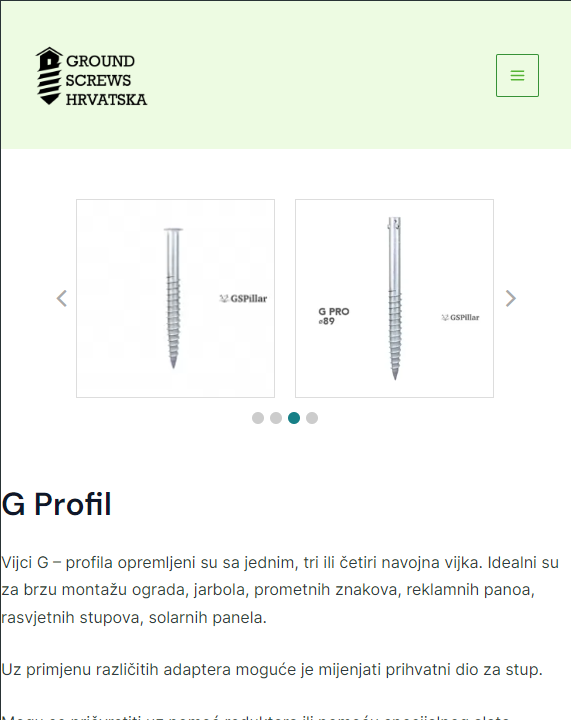 GROUND
SCREWS
HRVATSKA
GSPillar
G PRO
ø89
GSPillar
G Profil
Vijci G – profila opremljeni su sa jednim, tri ili četiri navojna vijka. Idealni su
za brzu montažu ograda, jarbola, prometnih znakova, reklamnih panoa,
rasvjetnih stupova, solarnih panela.
Uz primjenu različitih adaptera moguće je mijenjati prihvatni dio za stup.